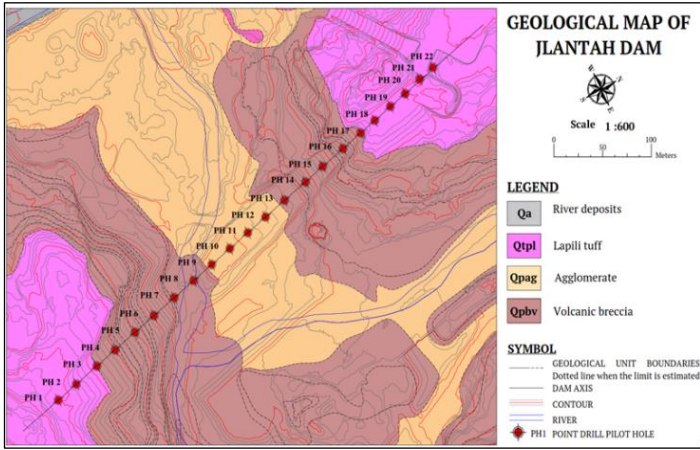 GEOLOGICAL MAP OF
JLANTAH DAM
Scale 1 :600
0 50 100
Meters
LEGEND
Qa River deposits
Qtpl Lapili tuff
Qpag Agglomerate
Qpbv Volcanic breccia
SYMBOL
GEOLOGICAL UNIT BOUNDARIES
Dotted line when the limit is estimated
DAM AXIS
CONTOUR
RIVER
PH1 POINT DRILL PILOT HOLE
PH 22
PH 21
PH 20
PH 19
PH 18
PH 17
PH 16
PH 15
PH 14
PH 13
PH 12
PH 11
PH 10
PH 9
PH 8
PH 7
PH 6
PH 5
PH 4
PH 3
PH 2
PH 1